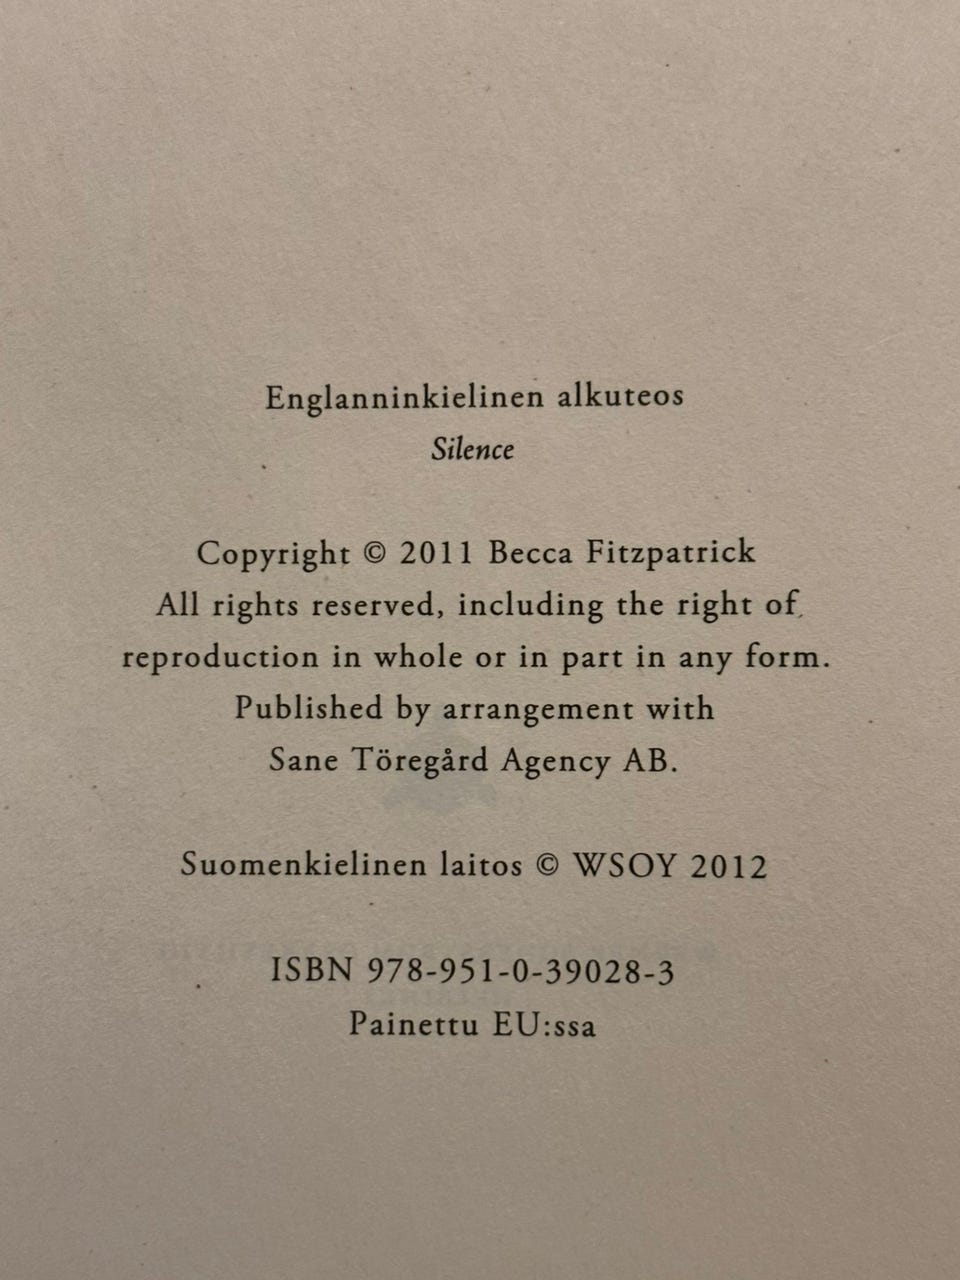 Englanninkielinen alkuteos
Silence
Copyright © 2011 Becca Fitzpatrick
All rights reserved, including the right of
reproduction in whole or in part in any form.
Published by arrangement with
Sane Töregård Agency AB.
Suomenkielinen laitos © WSOY 2012
ISBN 978-951-0-39028-3
Painettu EU:ssa